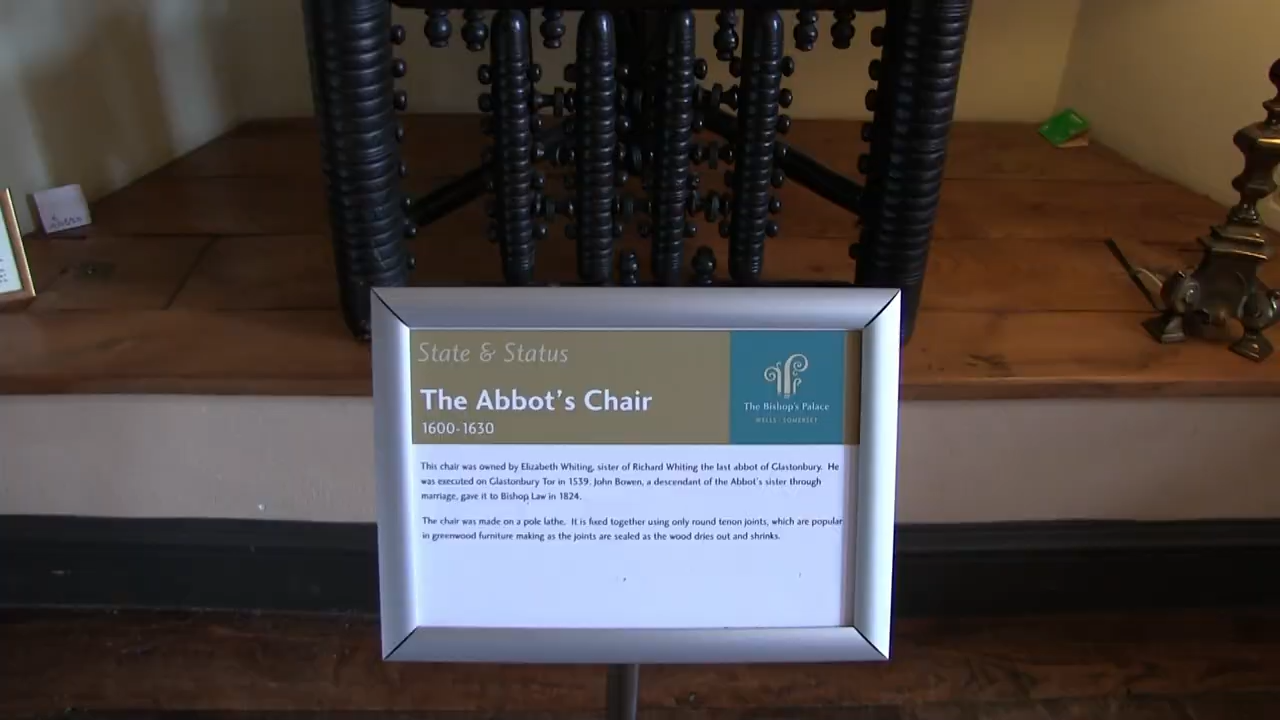 State & Status
The Abbot's Chair
1600-1630
The Bishop's Palace
WELLS · SOMERSET
This chair was owned by Elizabeth Whiting, sister of Richard Whiting the last abbot of Glastonbury. He
was executed on Glastonbury Tor in 1539. John Bowen, a descendant of the Abbot's sister through
marriage, gave it to Bishop Law in 1824.
The chair was made on a pole lathe. It is fixed together using only round tenon joints, which are popular
in greenwood furniture making as the joints are sealed as the wood dries out and shrinks.